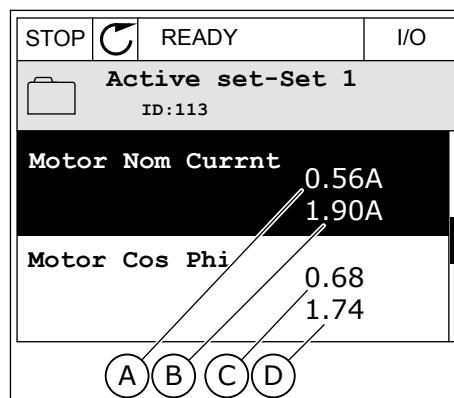 STOP READY I/O
Active set-Set 1
ID:113
Motor Nom Currnt
0.56A
1.90A
Motor Cos Phi
0.68
1.74
A B C D